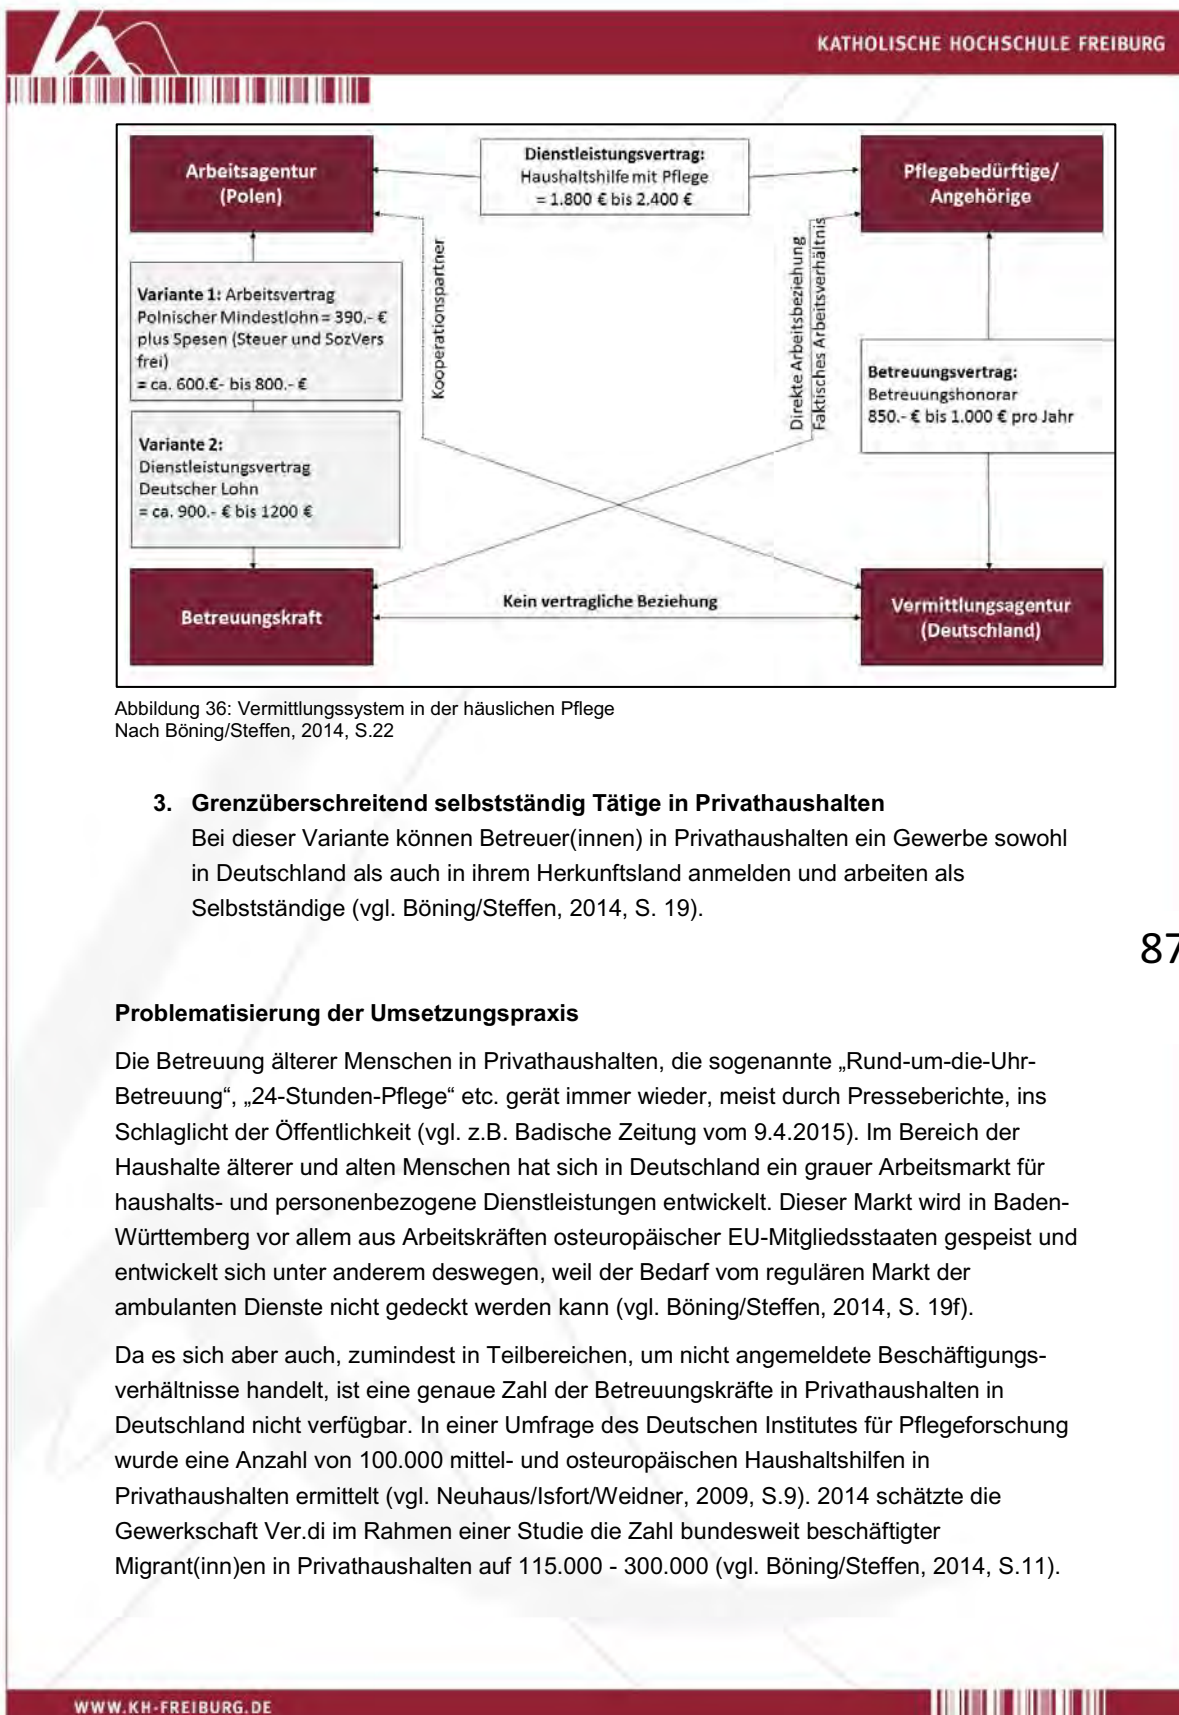 KATHOLISCHE HOCHSCHULE FREIBURG
Arbeitsagentur
(Polen)
Dienstleistungsvertrag:
Haushaltshilfe mit Pflege
= 1.800 € bis 2.400 €
Pflegebedürftige/
Angehörige
Variante 1: Arbeitsvertrag
Polnischer Mindestlohn = 390.- €
plus Spesen (Steuer und SozVers
frei)
= ca. 600.€- bis 800.- €
Kooperationspartner
Direkte Arbeitsbeziehung
Faktisches Arbeitsverhältnis
Betreuungsvertrag:
Betreuungshonorar
850.- € bis 1.000 € pro Jahr
Variante 2:
Dienstleistungsvertrag
Deutscher Lohn
= ca. 900.- € bis 1200 €
Betreuungskraft
Kein vertragliche Beziehung
Vermittlungsagentur
(Deutschland)
Abbildung 36: Vermittlungssystem in der häuslichen Pflege
Nach Böning/Steffen, 2014, S.22
3. Grenzüberschreitend selbstständig Tätige in Privathaushalten
Bei dieser Variante können Betreuer(innen) in Privathaushalten ein Gewerbe sowohl
in Deutschland als auch in ihrem Herkunftsland anmelden und arbeiten als
Selbstständige (vgl. Böning/Steffen, 2014, S. 19).
87
Problematisierung der Umsetzungspraxis
Die Betreuung älterer Menschen in Privathaushalten, die sogenannte „Rund-um-die-Uhr-
Betreuung“, „24-Stunden-Pflege“ etc. gerät immer wieder, meist durch Presseberichte, ins
Schlaglicht der Öffentlichkeit (vgl. z.B. Badische Zeitung vom 9.4.2015). Im Bereich der
Haushalte älterer und alten Menschen hat sich in Deutschland ein grauer Arbeitsmarkt für
haushalts- und personenbezogene Dienstleistungen entwickelt. Dieser Markt wird in Baden-
Württemberg vor allem aus Arbeitskräften osteuropäischer EU-Mitgliedsstaaten gespeist und
entwickelt sich unter anderem deswegen, weil der Bedarf vom regulären Markt der
ambulanten Dienste nicht gedeckt werden kann (vgl. Böning/Steffen, 2014, S. 19f).
Da es sich aber auch, zumindest in Teilbereichen, um nicht angemeldete Beschäftigungs-
verhältnisse handelt, ist eine genaue Zahl der Betreuungskräfte in Privathaushalten in
Deutschland nicht verfügbar. In einer Umfrage des Deutschen Institutes für Pflegeforschung
wurde eine Anzahl von 100.000 mittel- und osteuropäischen Haushaltshilfen in
Privathaushalten ermittelt (vgl. Neuhaus/Isfort/Weidner, 2009, S.9). 2014 schätzte die
Gewerkschaft Ver.di im Rahmen einer Studie die Zahl bundesweit beschäftigter
Migrant(inn)en in Privathaushalten auf 115.000 - 300.000 (vgl. Böning/Steffen, 2014, S.11).
WWW.KH-FREIBURG.DE